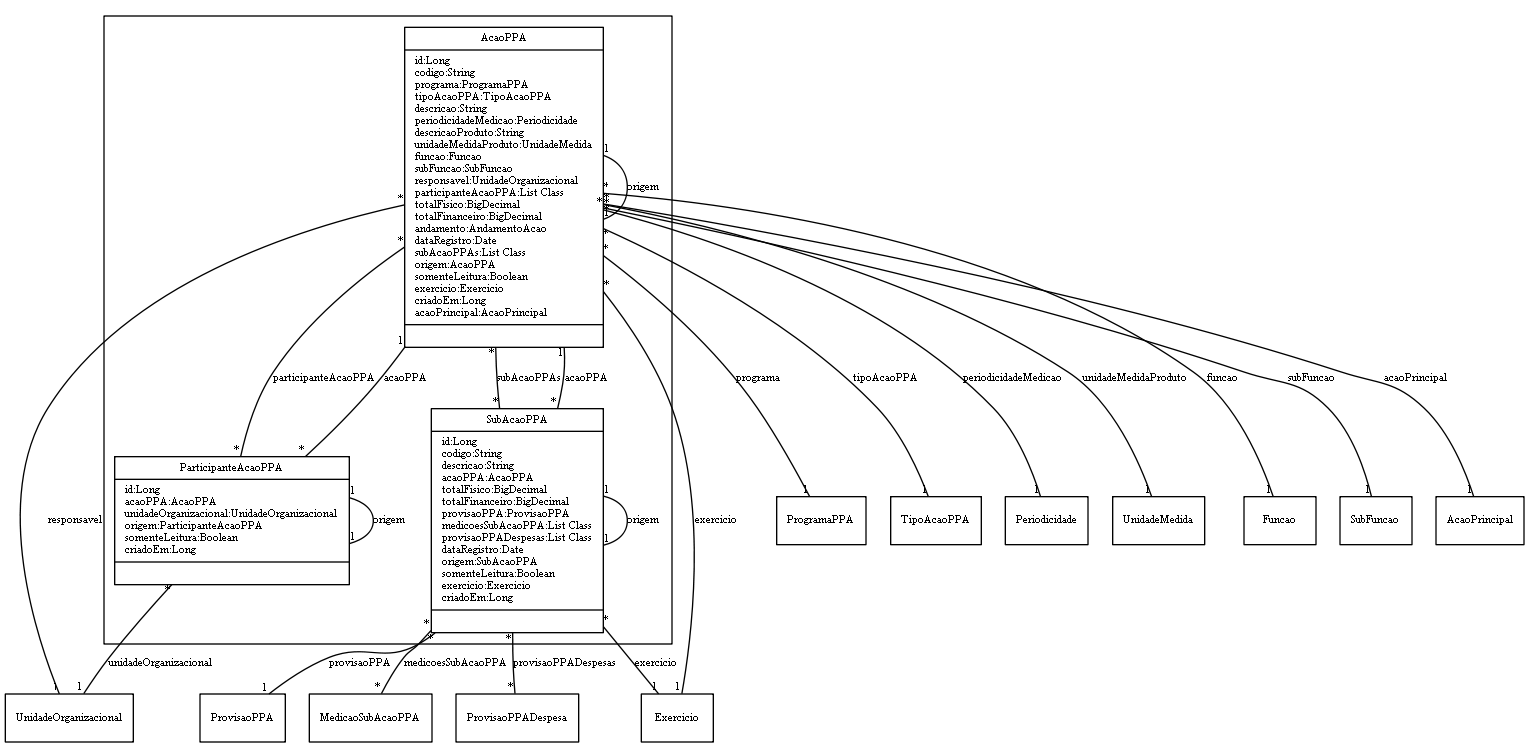 AcaoPPA
id:Long
codigo:String
programa:ProgramaPPA
tipoAcaoPPA:TipoAcaoPPA
descricao:String
periodicidadeMedicao:Periodicidade
descricaoProduto:String
unidadeMedidaProduto:UnidadeMedida
funcao:Funcao
subFuncao:SubFuncao
responsavel:UnidadeOrganizacional
participanteAcaoPPA:List Class
totalFisico:BigDecimal
totalFinanceiro:BigDecimal
andamento:AndamentoAcao
dataRegistro:Date
subAcaoPPAs:List Class
origem:AcaoPPA
somenteLeitura:Boolean
exercicio:Exercicio
criadoEm:Long
acaoPrincipal:AcaoPrincipal
1
origem
1
*
*
*
*
*
*
*
1
*
1
participanteAcaoPPA
acaoPPA
subAcaoPPAs
acaoPPA
programa
tipoAcaoPPA
periodicidadeMedicao
unidadeMedidaProduto
funcao
subFuncao
acaoPrincipal
*
*
*
*
SubAcaoPPA
id:Long
codigo:String
descricao:String
acaoPPA:AcaoPPA
totalFisico:BigDecimal
totalFinanceiro:BigDecimal
provisaoPPA:ProvisaoPPA
medicoesSubAcaoPPA:List Class
provisaoPPADespesas:List Class
dataRegistro:Date
origem:SubAcaoPPA
somenteLeitura:Boolean
exercicio:Exercicio
criadoEm:Long
1
origem
1
ParticipanteAcaoPPA
id:Long
acaoPPA:AcaoPPA
unidadeOrganizacional:UnidadeOrganizacional
origem:ParticipanteAcaoPPA
somenteLeitura:Boolean
criadoEm:Long
1
origem
1
responsavel
exercicio
1
1
1
1
1
1
1
ProgramaPPA
TipoAcaoPPA
Periodicidade
UnidadeMedida
Funcao
SubFuncao
AcaoPrincipal
*
*
*
*
*
unidadeOrganizacional
provisaoPPA
medicoesSubAcaoPPA
provisaoPPADespesas
exercicio
1
1
1
*
*
1
1
UnidadeOrganizacional
ProvisaoPPA
MedicaoSubAcaoPPA
ProvisaoPPADespesa
Exercicio